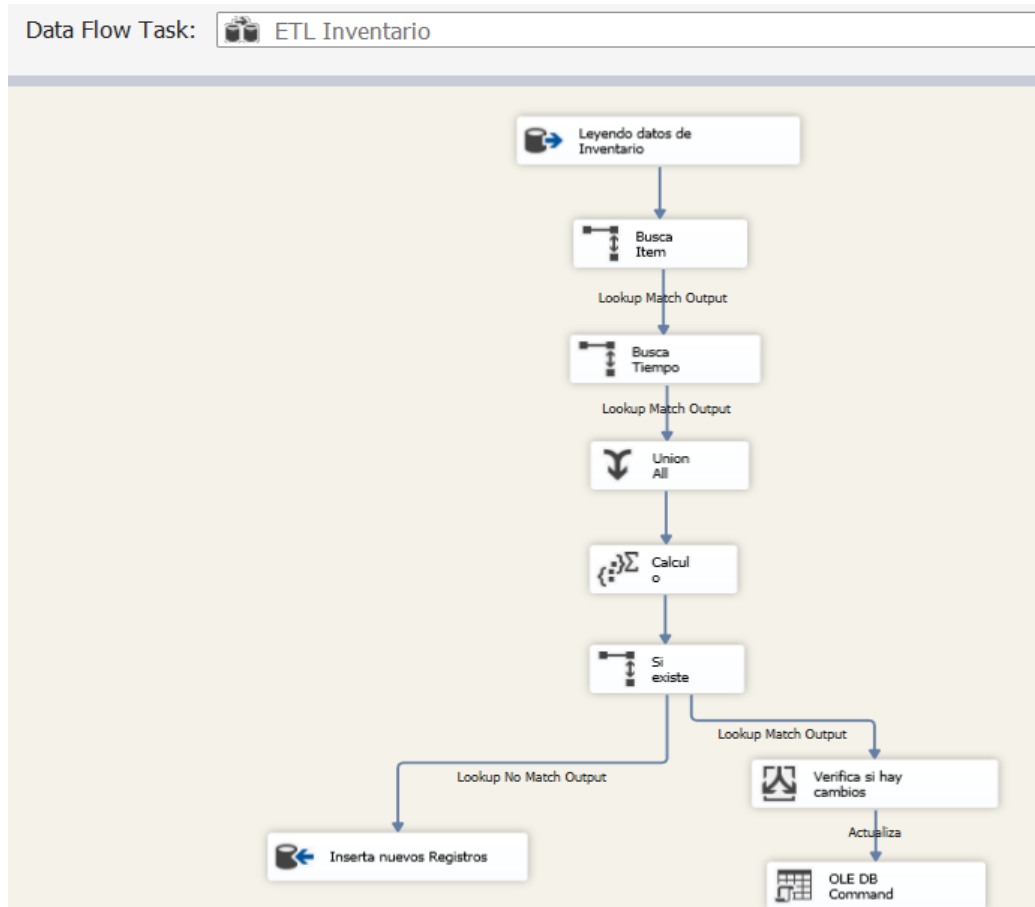 Data Flow Task:
ETL Inventario
Leyendo datos de
Inventario
Busca
Item
Lookup Match Output
Busca
Tiempo
Lookup Match Output
Union
All
Calcul
o
Si
existe
Lookup Match Output
Lookup No Match Output
Verifica si hay
cambios
Actualiza
Inserta nuevos Registros
OLE DB
Command